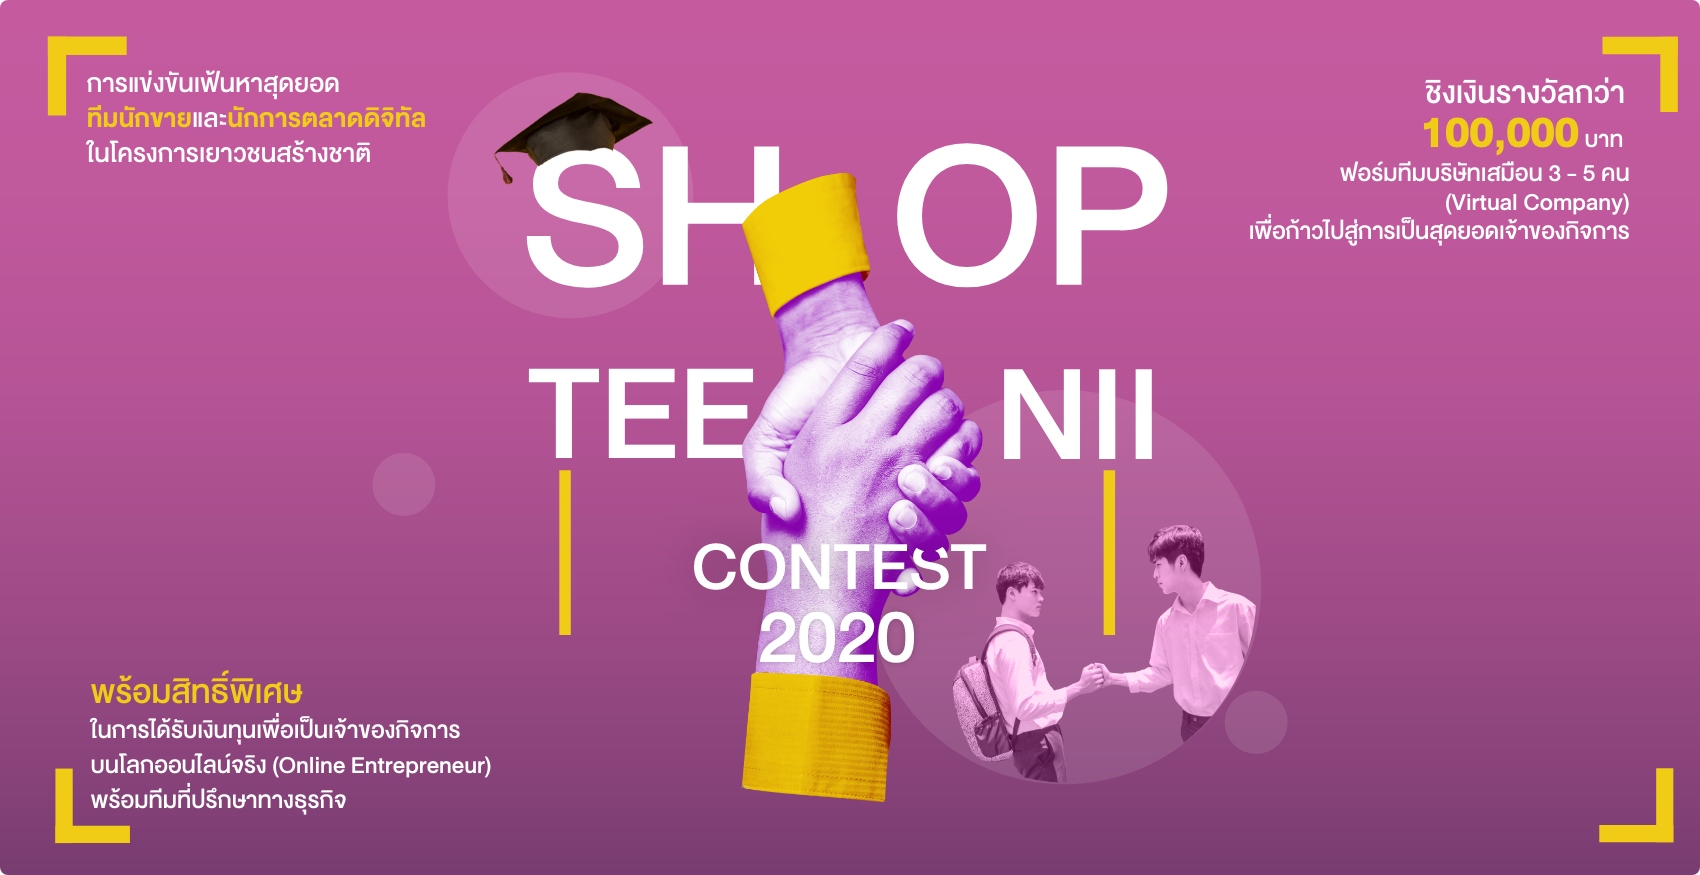 การแข่งขันเฟ้นหาสุดยอด
ทีมนักขายและนักการตลาดดิจิทัล
ในโครงการเยาวชนสร้างชาติ
ชิงเงินรางวัลกว่า
100,000 บาท
ฟอร์มทีมบริษัทเสมือน 3 - 5 คน
(Virtual Company)
เพื่อก้าวไปสู่การเป็นสุดยอดเจ้าของกิจการ
SHOP
TEENII
CONTEST
2020
พร้อมสิทธิ์พิเศษ
ในการได้รับเงินทุนเพื่อเป็นเจ้าของกิจการ
บนโลกออนไลน์จริง (Online Entrepreneur)
พร้อมทีมที่ปรึกษาทางธุรกิจ